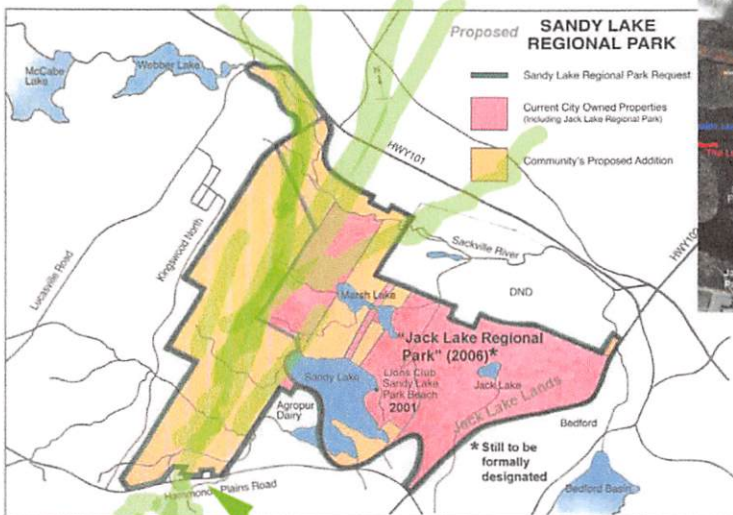 Proposed SANDY LAKE
REGIONAL PARK
Sandy Lake Regional Park Request
Current City Owned Properties
(Including Jack Lake Regional Park)
Community's Proposed Addition
McCabe
Lake
Webber Lake
N
HWY101
Lucasville Road
Kingswood North
Sackville River
DND
Marsh Lake
"Jack Lake Regional
Park" (2006)*
Sandy Lake
Lions Club
Sandy Lake
Park Beach
2001
Jack Lake
Jack Lake Lands
Agropur
Dairy
Bedford
* Still to be
formally
designated
Bedford Basin
Hammonds Plains Road